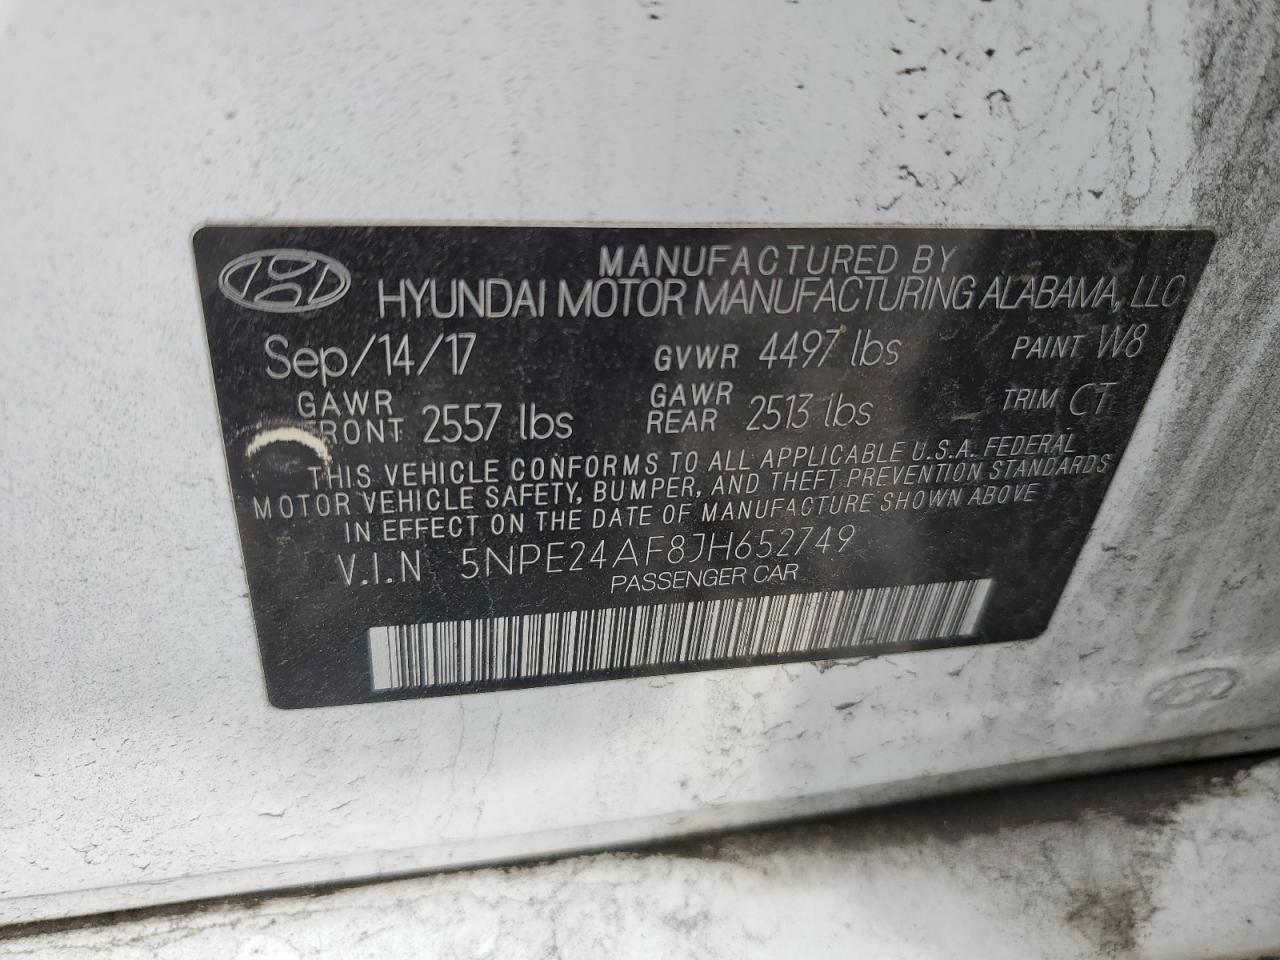 MANUFACTURED BY
HYUNDAI MOTOR MANUFACTURING ALABAMA, LLC
Sep/14/17 GVWR 4497 lbs PAINT W8
GAWR FRONT 2557 lbs GAWR REAR 2513 lbs TRIM CT
THIS VEHICLE CONFORMS TO ALL APPLICABLE U.S.A. FEDERAL
MOTOR VEHICLE SAFETY, BUMPER, AND THEFT PREVENTION STANDARDS
IN EFFECT ON THE DATE OF MANUFACTURE SHOWN ABOVE
V.I.N 5NPE24AF8JH652749
PASSENGER CAR